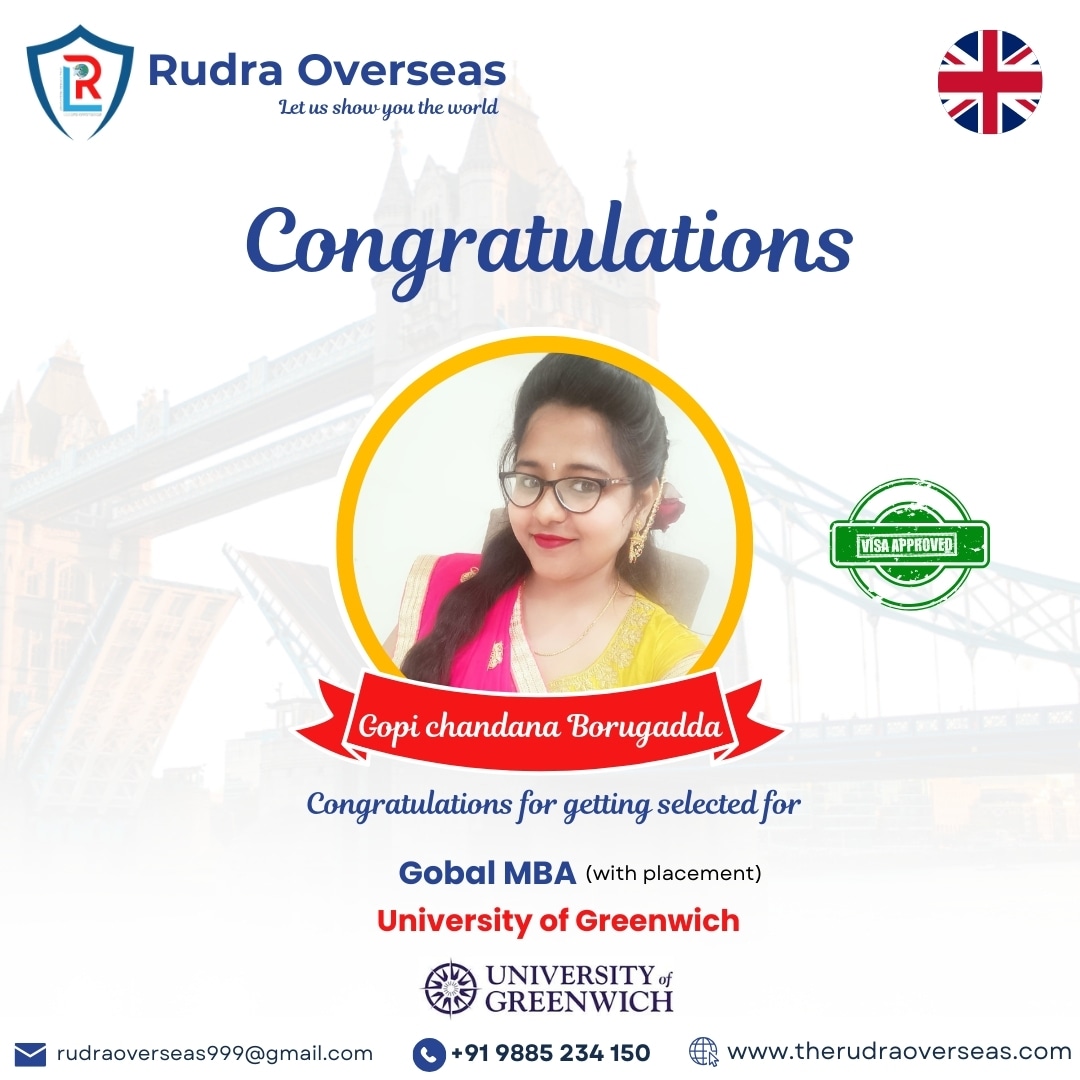 Rudra Overseas
Let us show you the world
Congratulations
VISA APPROVED
Gopi chandana Borugadda
Congratulations for getting selected for
Gobal MBA (with placement)
University of Greenwich
UNIVERSITY of
GREENWICH
rudraoverseas999@gmail.com
+91 9885 234 150
www.therudraoverseas.com